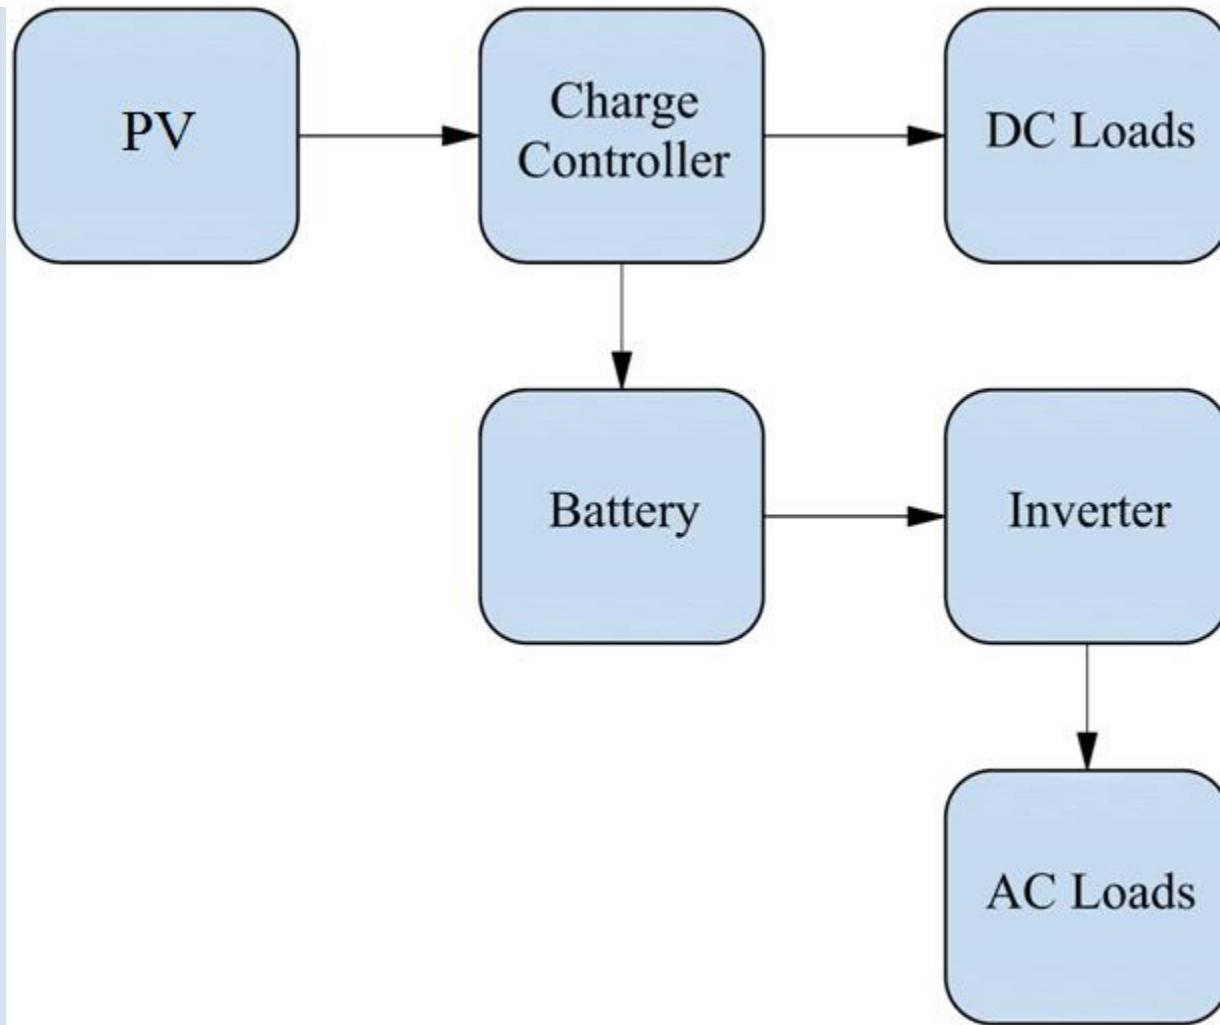 PV
Charge
Controller
DC Loads
Battery
Inverter
AC Loads